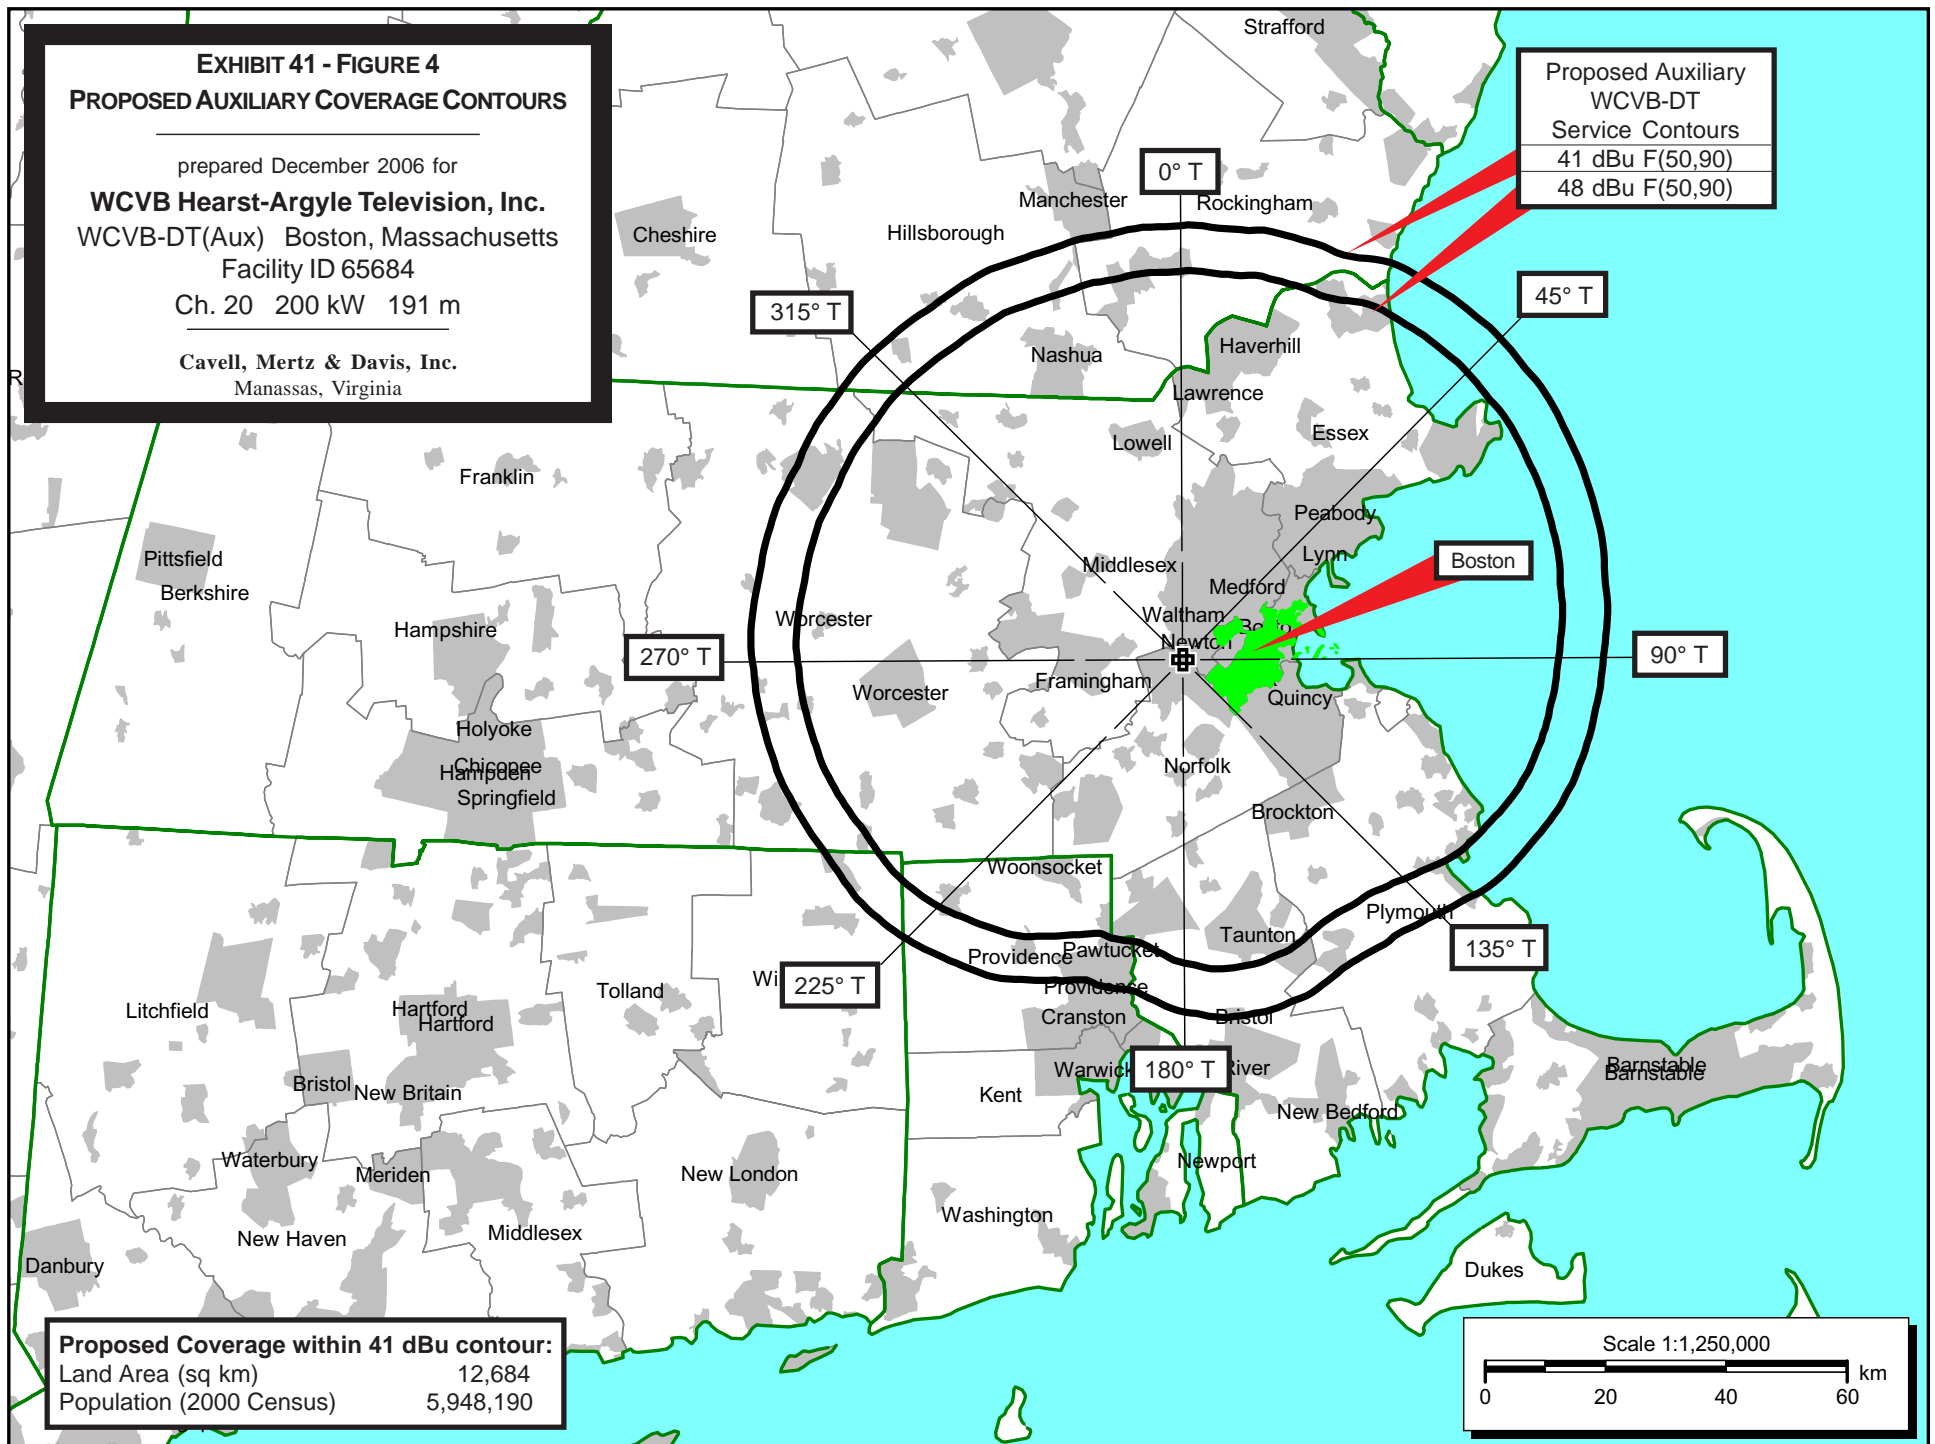 EXHIBIT 41 - FIGURE 4
PROPOSED AUXILIARY COVERAGE CONTOURS
prepared December 2006 for
WCVB Hearst-Argyle Television, Inc.
WCVB-DT(Aux) Boston, Massachusetts
Facility ID 65684
Ch. 20 200 kW 191 m
Cavell, Mertz & Davis, Inc.
Manassas, Virginia
Proposed Auxiliary
WCVB-DT
Service Contours
41 dBu F(50,90)
48 dBu F(50,90)
Strafford
0° T
Manchester
Rockingham
Cheshire
Hillsborough
45° T
315° T
Nashua
Haverhill
Lawrence
Lowell
Essex
Franklin
Peabody
Pittsfield
Lynn
Boston
Middlesex
Berkshire
Medford
Waltham
Worcester
Hampshire
Newton
270° T
90° T
Framingham
Worcester
Quincy
Holyoke
Chicopee
Norfolk
Hampden
Springfield
Brockton
Woonsocket
Plymouth
Taunton
Pawtucket
135° T
Providence
Wi
225° T
Providence
Tolland
Litchfield
Hartford
Hartford
Cranston
Bristol
Warwick
180° T
River
Barnstable
Barnstable
Bristol
New Britain
Kent
New Bedford
Waterbury
Meriden
New London
Newport
Washington
Middlesex
New Haven
Danbury
Dukes
Proposed Coverage within 41 dBu contour:
Land Area (sq km) 12,684
Population (2000 Census) 5,948,190
Scale 1:1,250,000
km
0 20 40 60